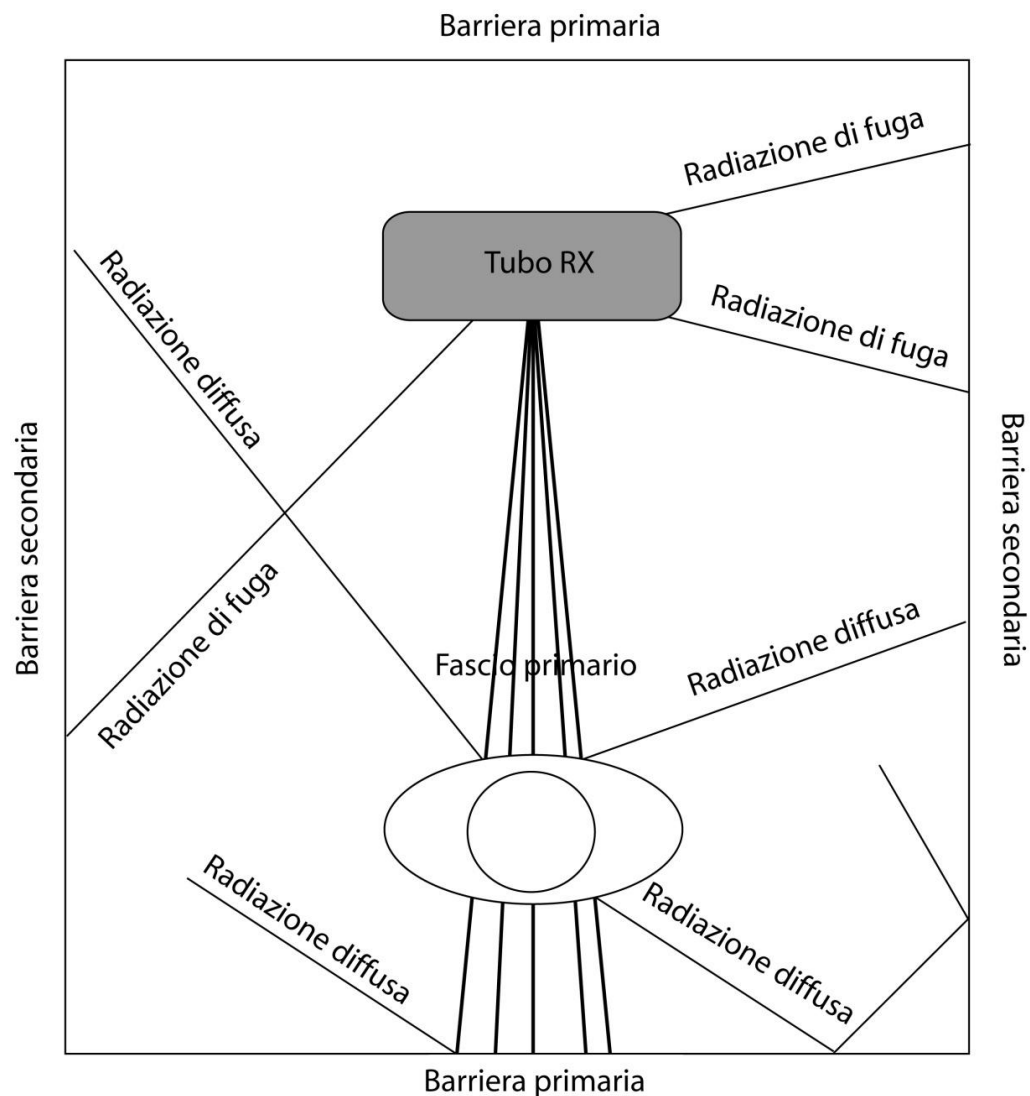 Barriera primaria
Radiazione di fuga
Tubo RX
Radiazione diffusa
Radiazione di fuga
Barriera secondaria
Barriera secondaria
Radiazione di fuga
Fascio primario
Radiazione diffusa
Radiazione diffusa
Radiazione diffusa
Barriera primaria